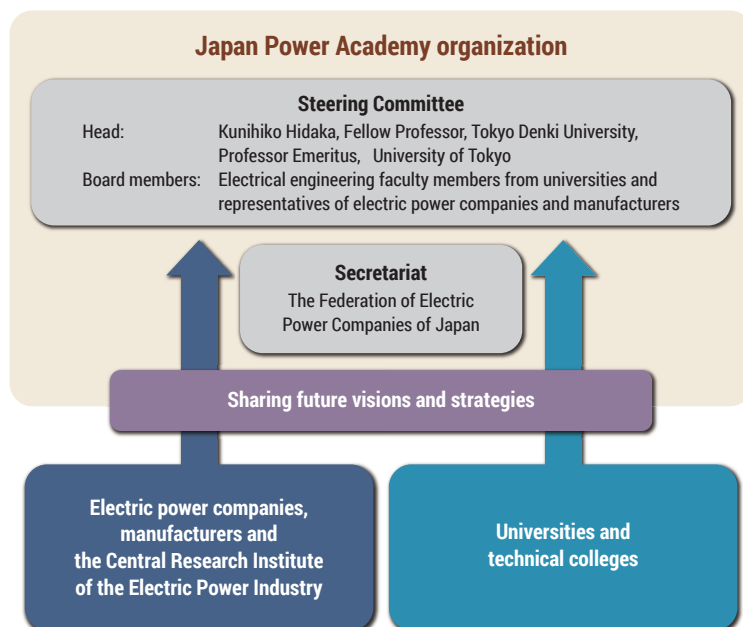 Japan Power Academy organization
Steering Committee
Head: Kunihiko Hidaka, Fellow Professor, Tokyo Denki University,
Professor Emeritus, University of Tokyo
Board members: Electrical engineering faculty members from universities and
representatives of electric power companies and manufacturers
Secretariat
The Federation of Electric
Power Companies of Japan
Sharing future visions and strategies
Electric power companies,
manufacturers and
the Central Research Institute
of the Electric Power Industry
Universities and
technical colleges